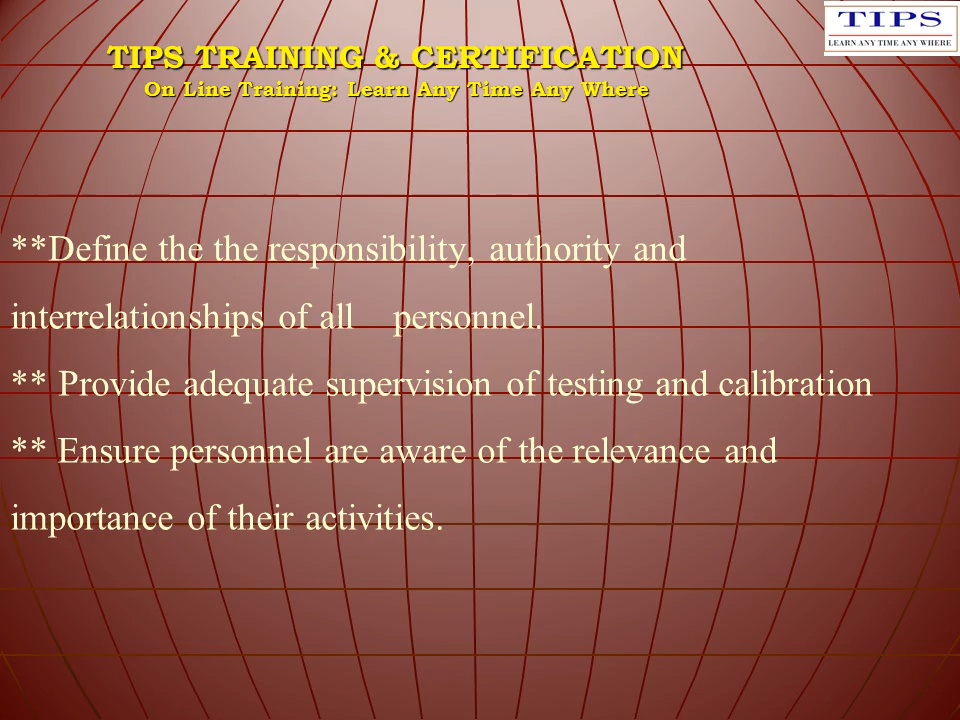 TIPS
LEARN ANY TIME ANY WHERE
TIPS TRAINING & CERTIFICATION
On Line Training: Learn Any Time Any Where
**Define the the responsibility, authority and
interrelationships of all personnel.
** Provide adequate supervision of testing and calibration
** Ensure personnel are aware of the relevance and
importance of their activities.